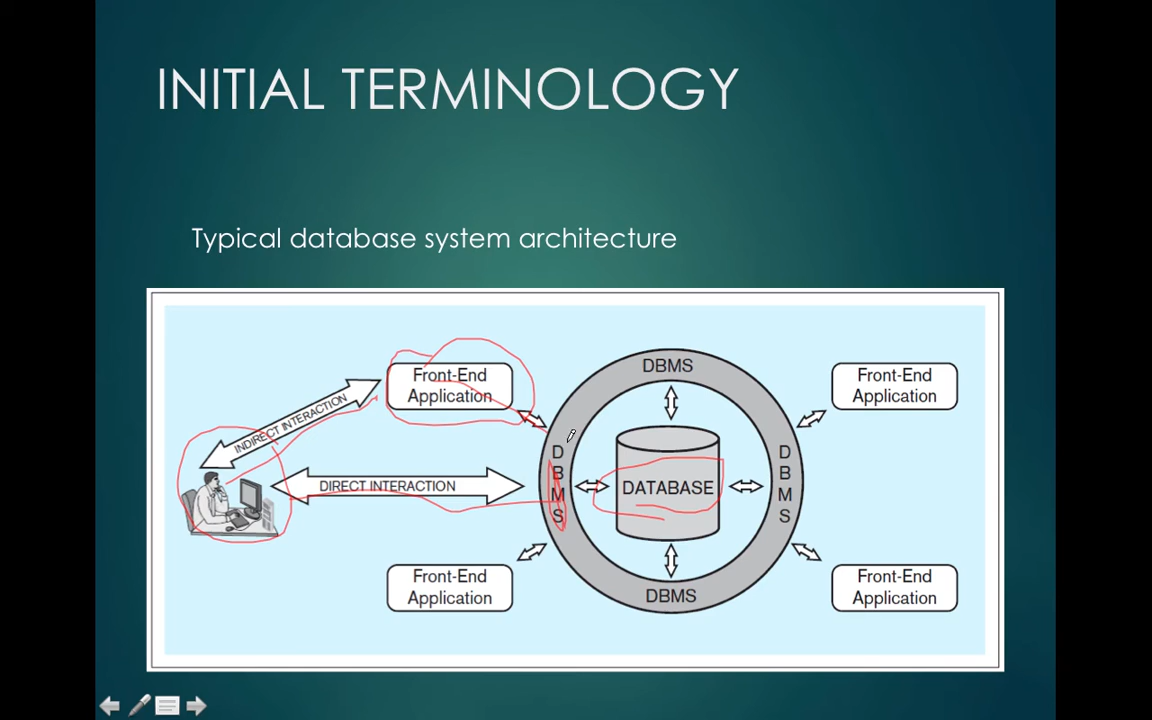 INITIAL TERMINOLOGY
Typical database system architecture
DBMS
Front-End
Application
Front-End
Application
INDIRECT INTERACTION
DIRECT INTERACTION
DBMS
DATABASE
DBMS
Front-End
Application
DBMS
Front-End
Application